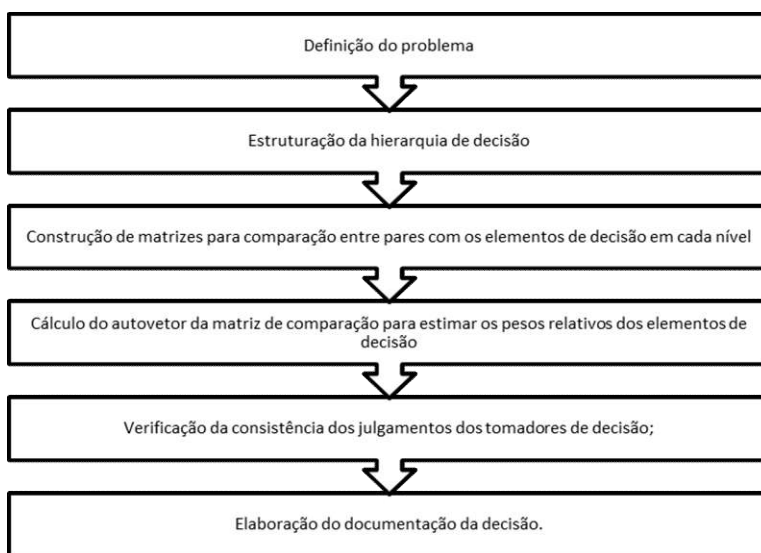 Definição do problema
Estruturação da hierarquia de decisão
Construção de matrizes para comparação entre pares com os elementos de decisão em cada nível
Cálculo do autovetor da matriz de comparação para estimar os pesos relativos dos elementos de
decisão
Verificação da consistência dos julgamentos dos tomadores de decisão;
Elaboração do documentação da decisão.